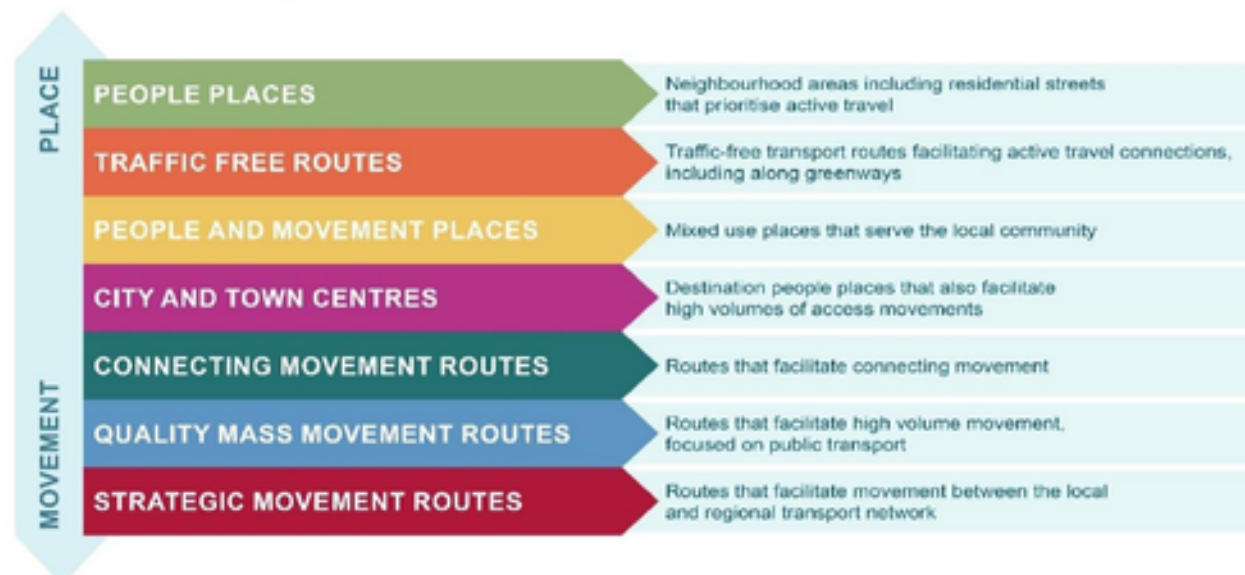 PLACE
PEOPLE PLACES
Neighbourhood areas including residential streets
that prioritise active travel
TRAFFIC FREE ROUTES
Traffic-free transport routes facilitating active travel connections,
including along greenways
PEOPLE AND MOVEMENT PLACES
Mixed use places that serve the local community
CITY AND TOWN CENTRES
Destination people places that also facilitate
high volumes of access movements
CONNECTING MOVEMENT ROUTES
Routes that facilitate connecting movement
MOVEMENT
QUALITY MASS MOVEMENT ROUTES
Routes that facilitate high volume movement,
focused on public transport
STRATEGIC MOVEMENT ROUTES
Routes that facilitate movement between the local
and regional transport network